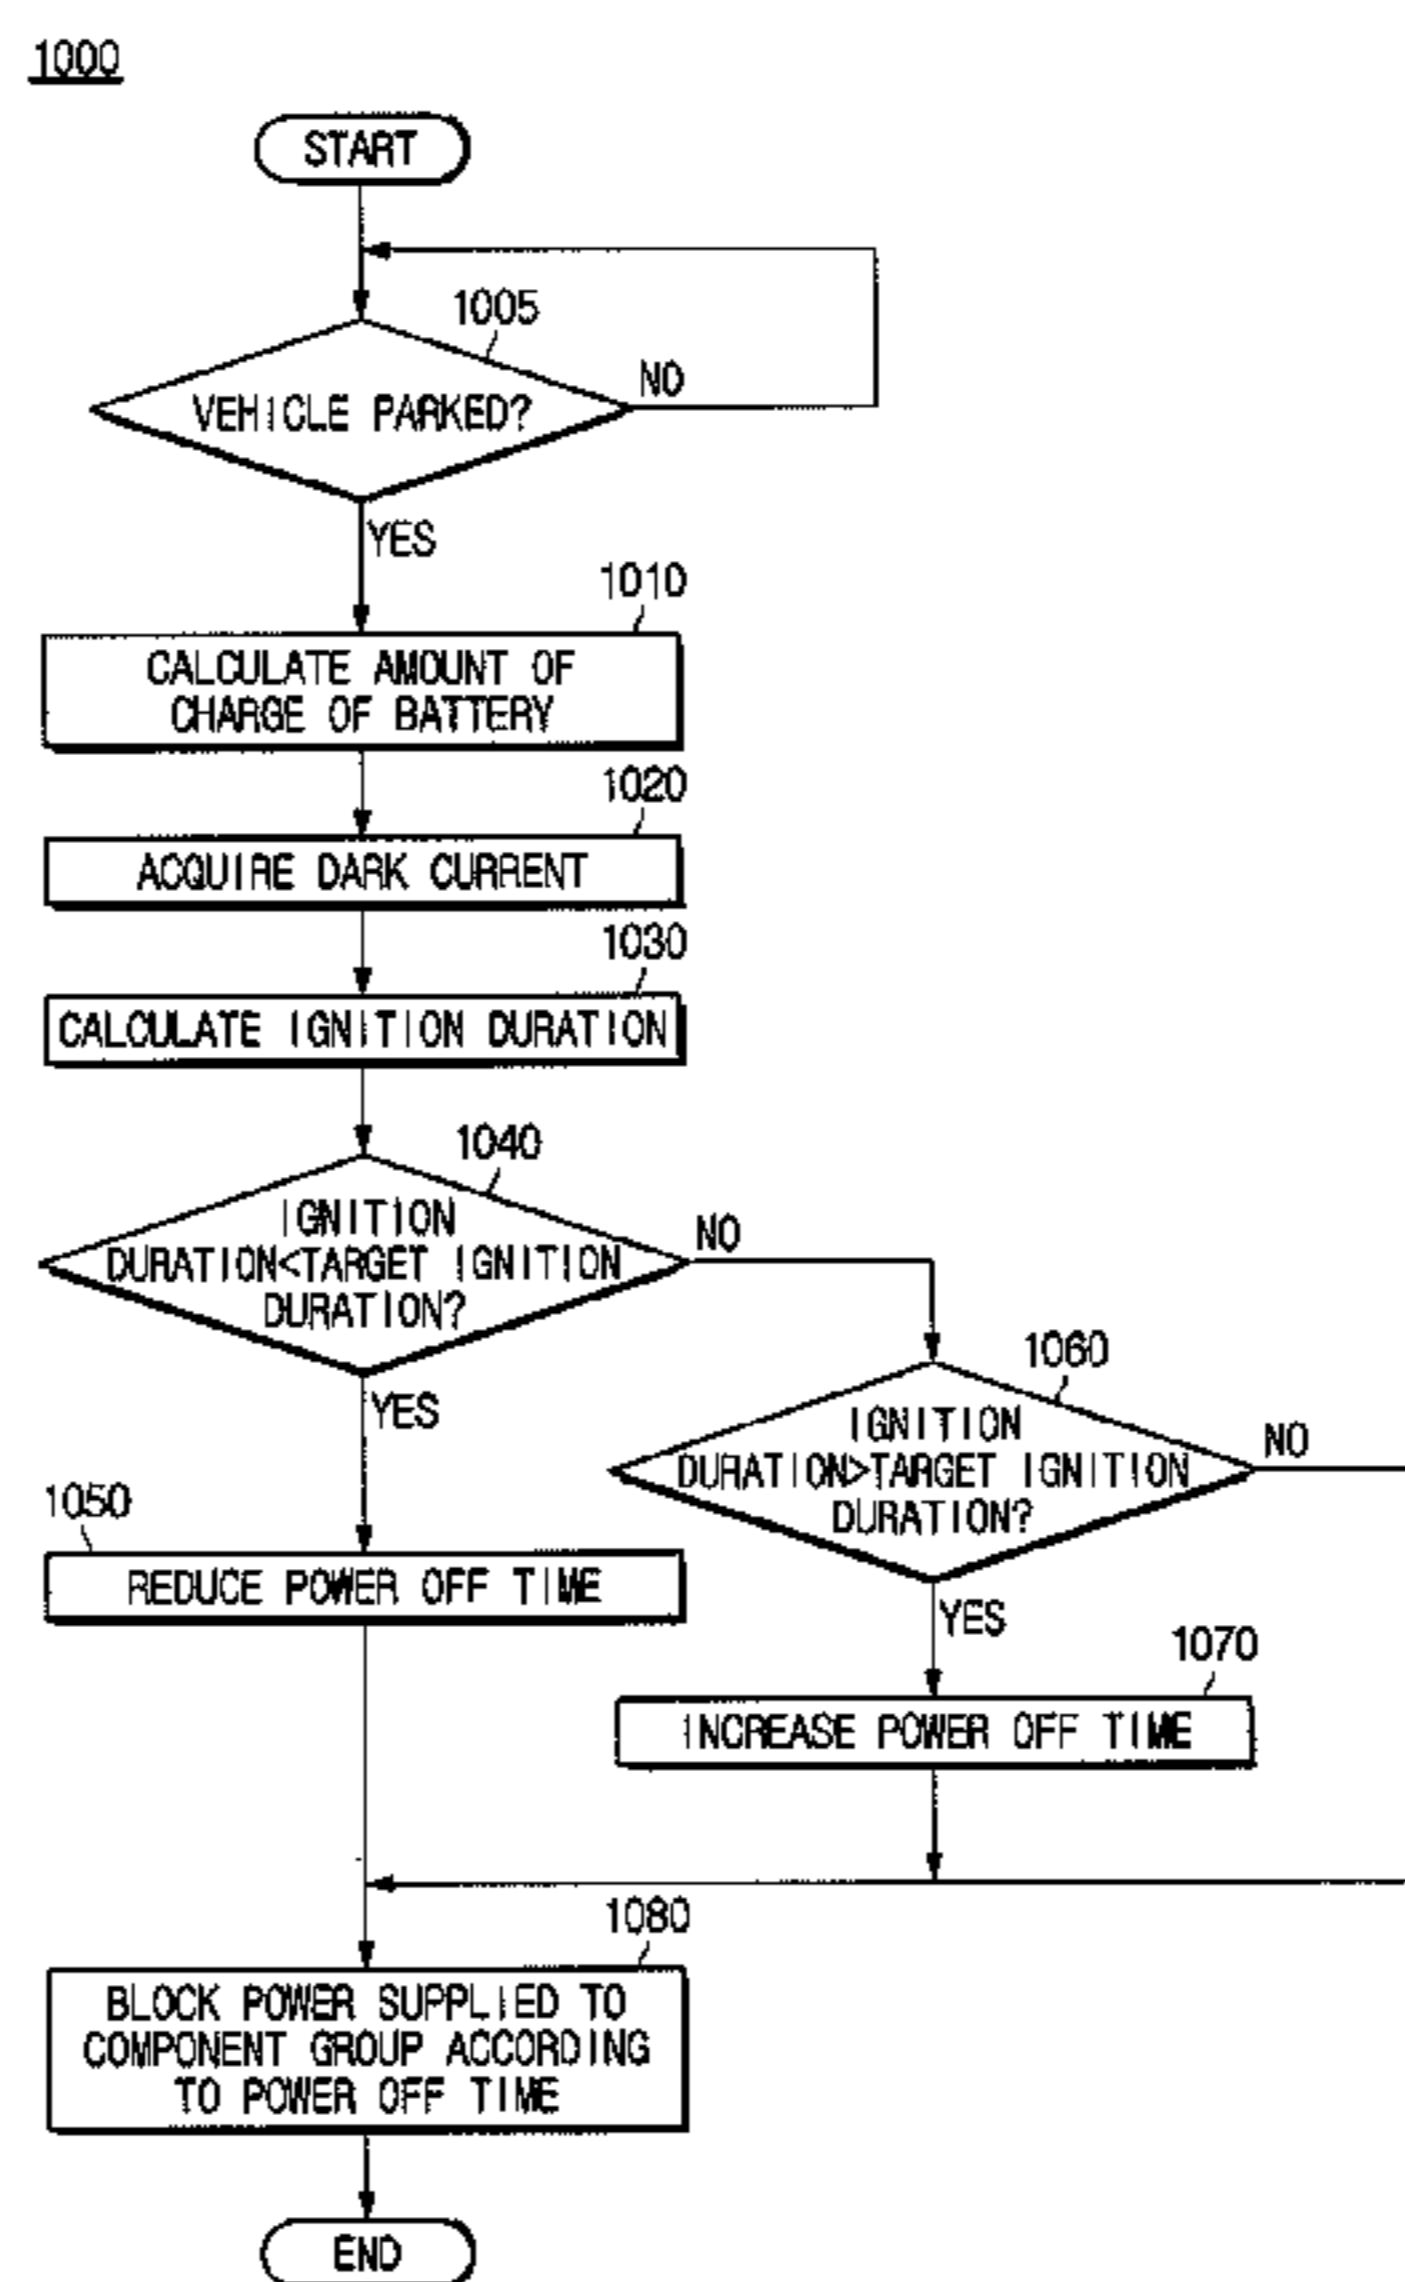 1000
START
1005
VEHICLE PARKED?
NO
YES
1010
CALCULATE AMOUNT OF
CHARGE OF BATTERY
1020
ACQUIRE DARK CURRENT
1030
CALCULATE IGNITION DURATION
1040
IGNITION
DURATION<TARGET IGNITION
DURATION?
NO
YES
1060
IGNITION
DURATION>TARGET IGNITION
DURATION?
NO
YES
1050
REDUCE POWER OFF TIME
1070
INCREASE POWER OFF TIME
1080
BLOCK POWER SUPPLIED TO
COMPONENT GROUP ACCORDING
TO POWER OFF TIME
END